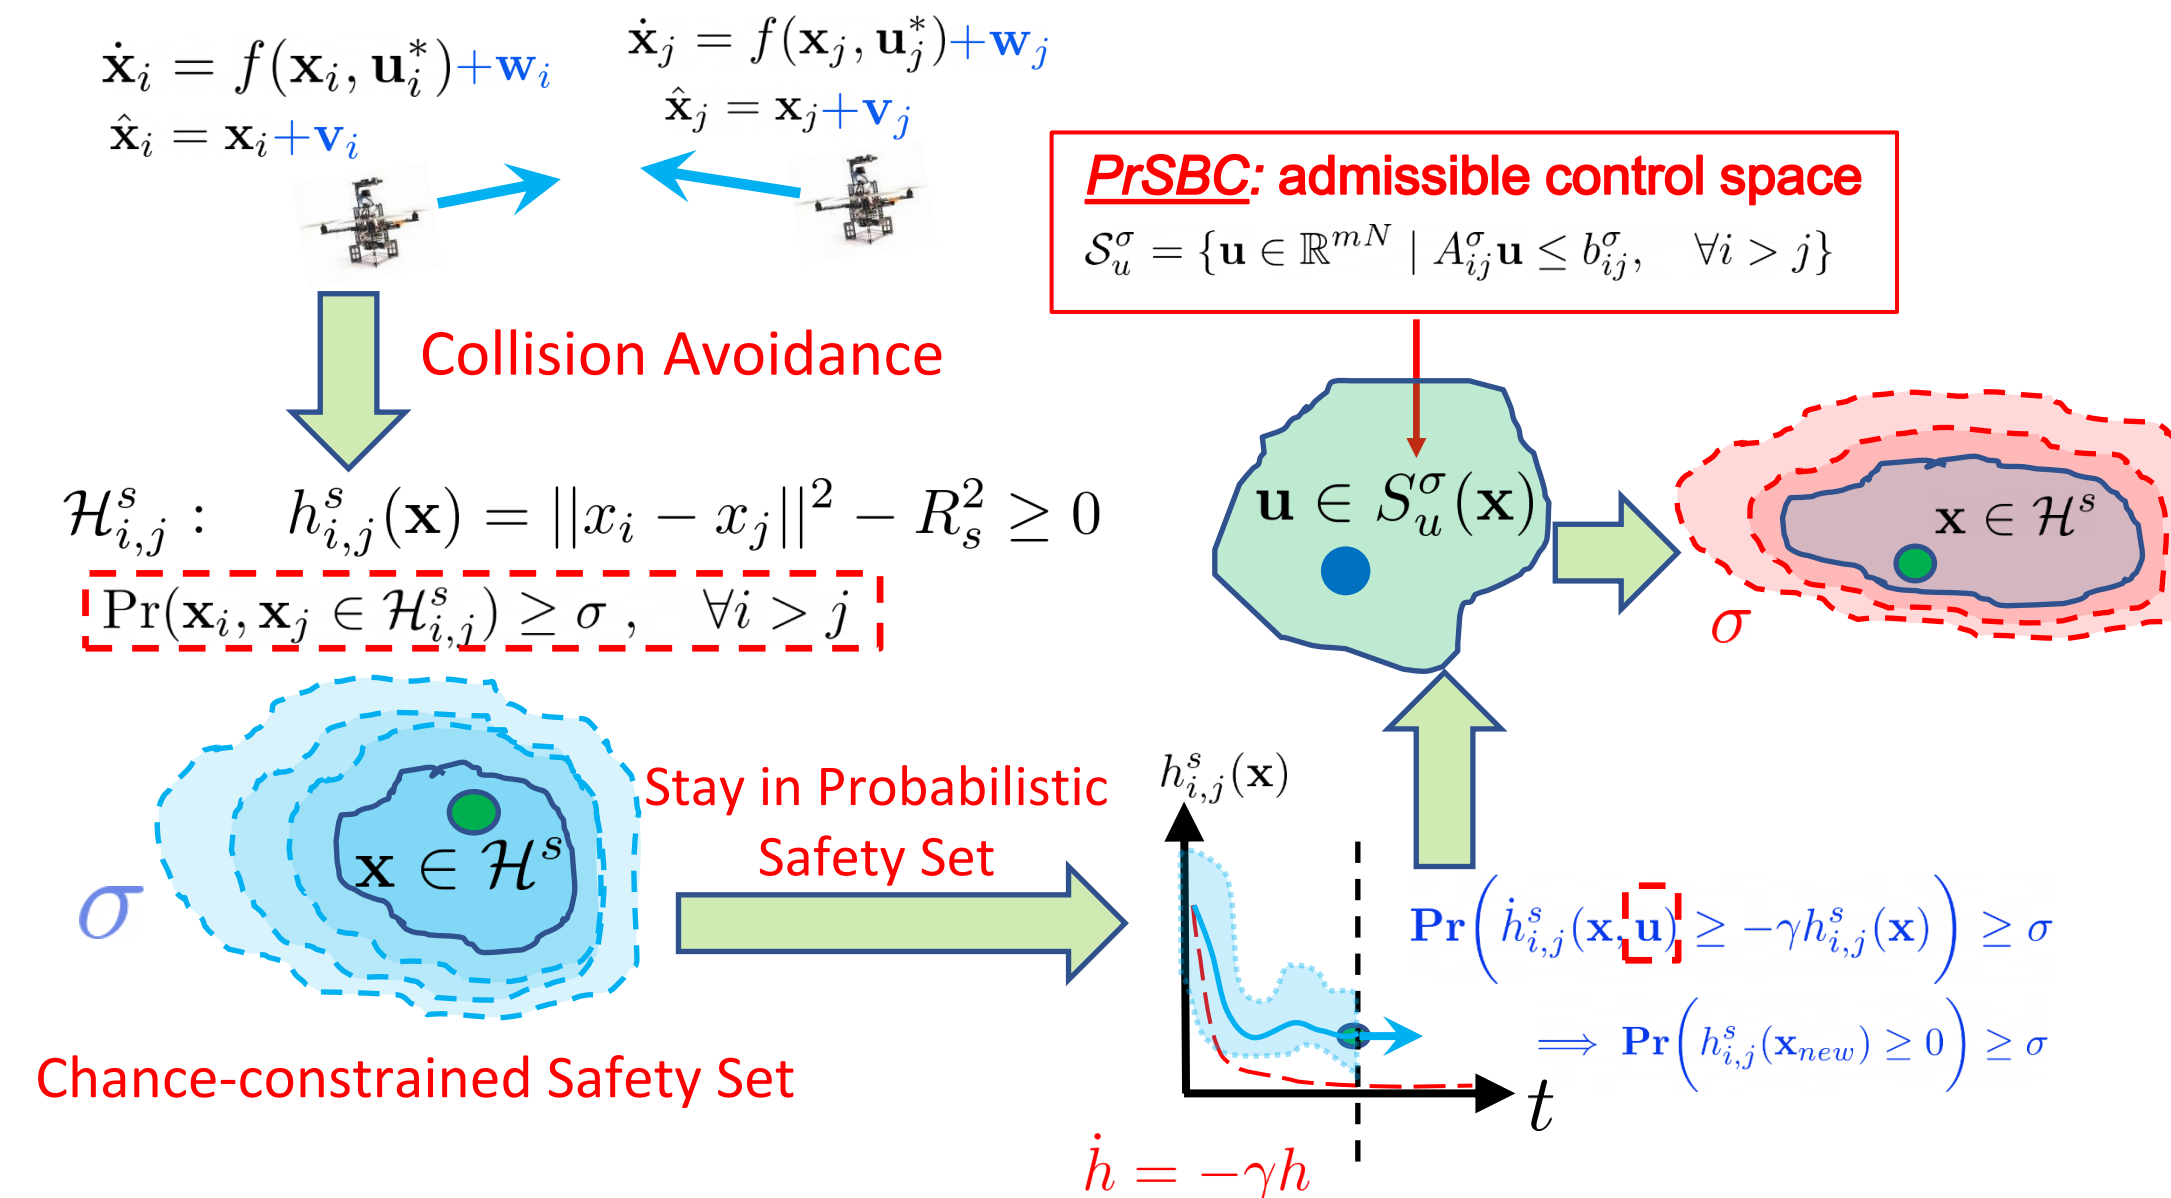 ẋ_i = f(x_i, u_i^*)+w_i
x̂_i = x_i+v_i
ẋ_j = f(x_j, u_j^*)+w_j
x̂_j = x_j+v_j
PrSBC: admissible control space
𝒮_u^σ = {u ∈ ℝ^{mN} | A_{ij}^σ u ≤ b_{ij}^σ, ∀i > j}
Collision Avoidance
ℋ_{i,j}^s : h_{i,j}^s(x) = ||x_i − x_j||^2 − R_s^2 ≥ 0
Pr(x_i, x_j ∈ ℋ_{i,j}^s) ≥ σ , ∀i > j
u ∈ S_u^σ(x)
x ∈ ℋ^s
σ
x ∈ ℋ^s
σ
Chance-constrained Safety Set
Stay in Probabilistic
Safety Set
h_{i,j}^s(x)
t
ḣ = −γh
Pr(ḣ_{i,j}^s(x, u) ≥ −γh_{i,j}^s(x)) ≥ σ
⟹ Pr(h_{i,j}^s(x_{new}) ≥ 0) ≥ σ